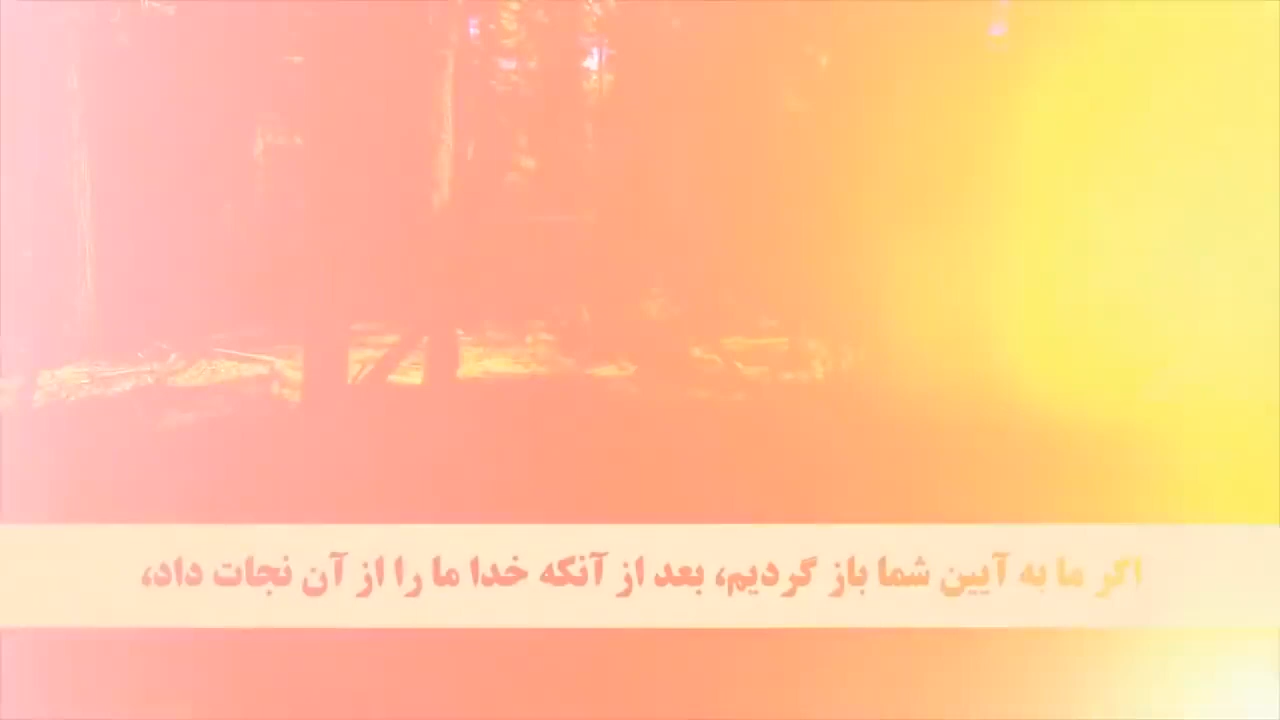 اگر ما به آیین شما باز گردیم، بعد از آنکه خدا ما را از آن نجات داد،